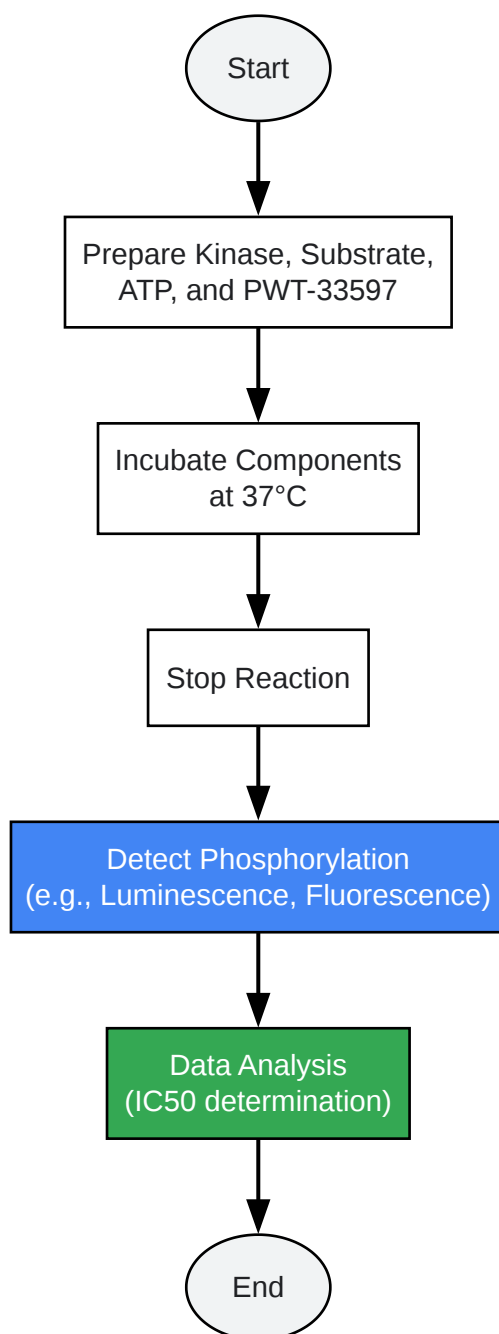 Start
Prepare Kinase, Substrate,
ATP, and PWT-33597
Incubate Components
at 37°C
Stop Reaction
Detect Phosphorylation
(e.g., Luminescence, Fluorescence)
Data Analysis
(IC50 determination)
End